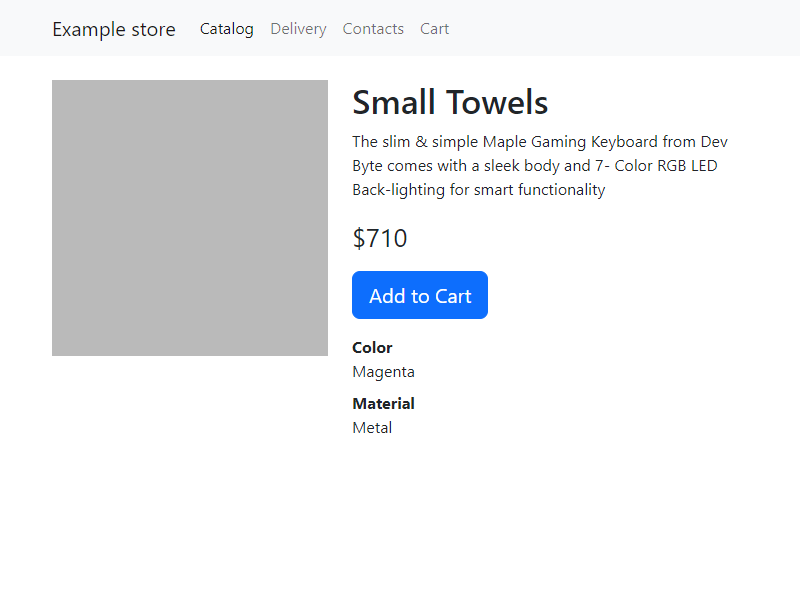 Example store Catalog Delivery Contacts Cart
Small Towels
The slim & simple Maple Gaming Keyboard from Dev
Byte comes with a sleek body and 7- Color RGB LED
Back-lighting for smart functionality
$710
Add to Cart
Color
Magenta
Material
Metal